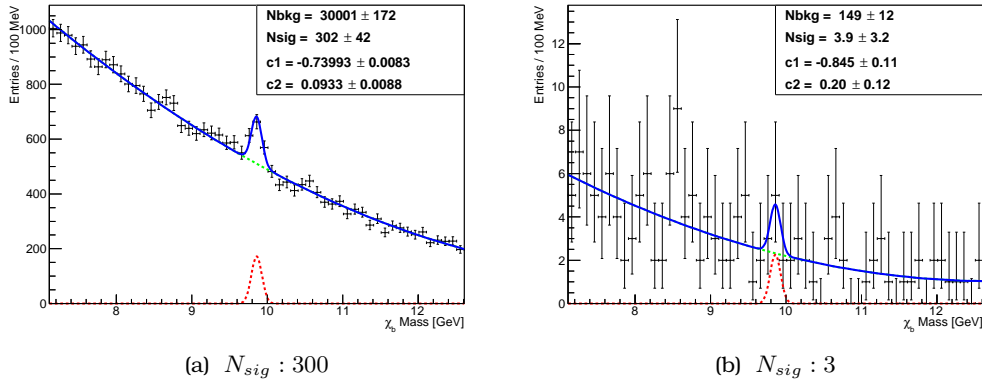 Entries / 100 MeV
1000
800
600
400
200
0
8
9
10
11
12
χb Mass [GeV]
Nbkg = 30001 ± 172
Nsig = 302 ± 42
c1 = -0.73993 ± 0.0083
c2 = 0.0933 ± 0.0088
(a) Nsig : 300
Entries / 100 MeV
14
12
10
8
6
4
2
0
8
9
10
11
12
χb Mass [GeV]
Nbkg = 149 ± 12
Nsig = 3.9 ± 3.2
c1 = -0.845 ± 0.11
c2 = 0.20 ± 0.12
(b) Nsig : 3